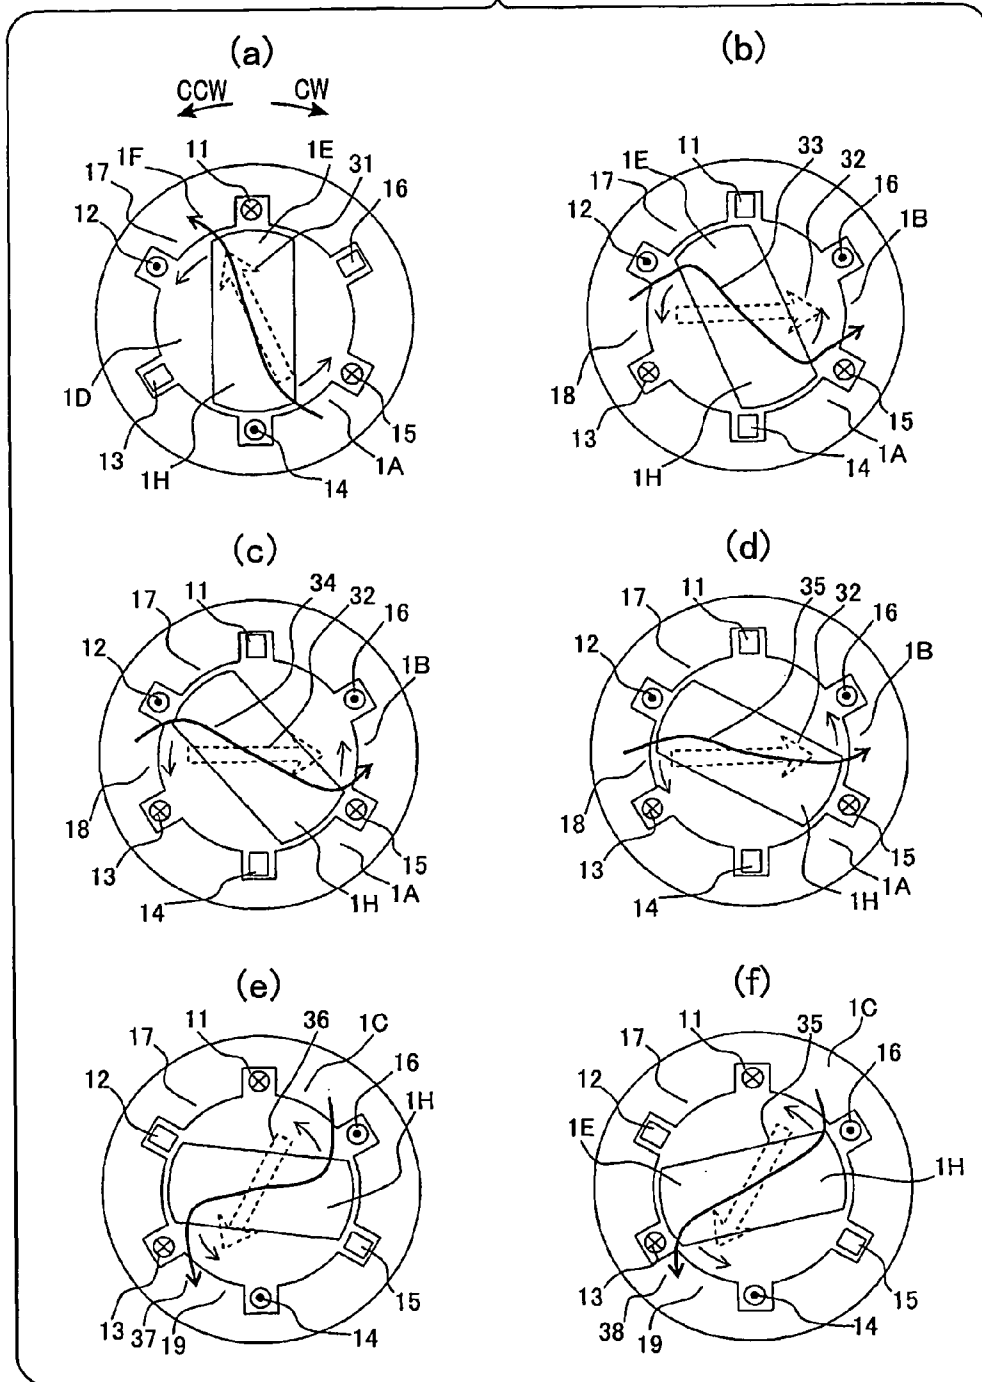 (a)
(b)
CCW CW
1F 11 1E 31
17 16
12
1D
13
1H 14 1A 15
1E 11 33 32
17 16
12 1B
18
13
1H 14 1A 15
(c)
(d)
11 34 32
17 16
12 1B
18
13 15
14 1H 1A
11 35 32
17 16
12 1B
18
13 15
14 1H 1A
(e)
(f)
11 36 1C
17 16
12 1H
13 37 19 14 15
11 35 1C
17 16
12
1E 1H
13
38 19 14 15